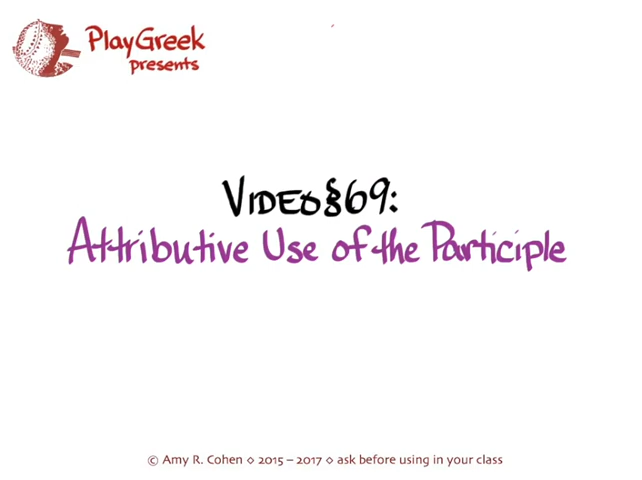 PlayGreek
presents
VIDEO§69:
Attributive Use of the Participle
© Amy R. Cohen ◇ 2015 – 2017 ◇ ask before using in your class